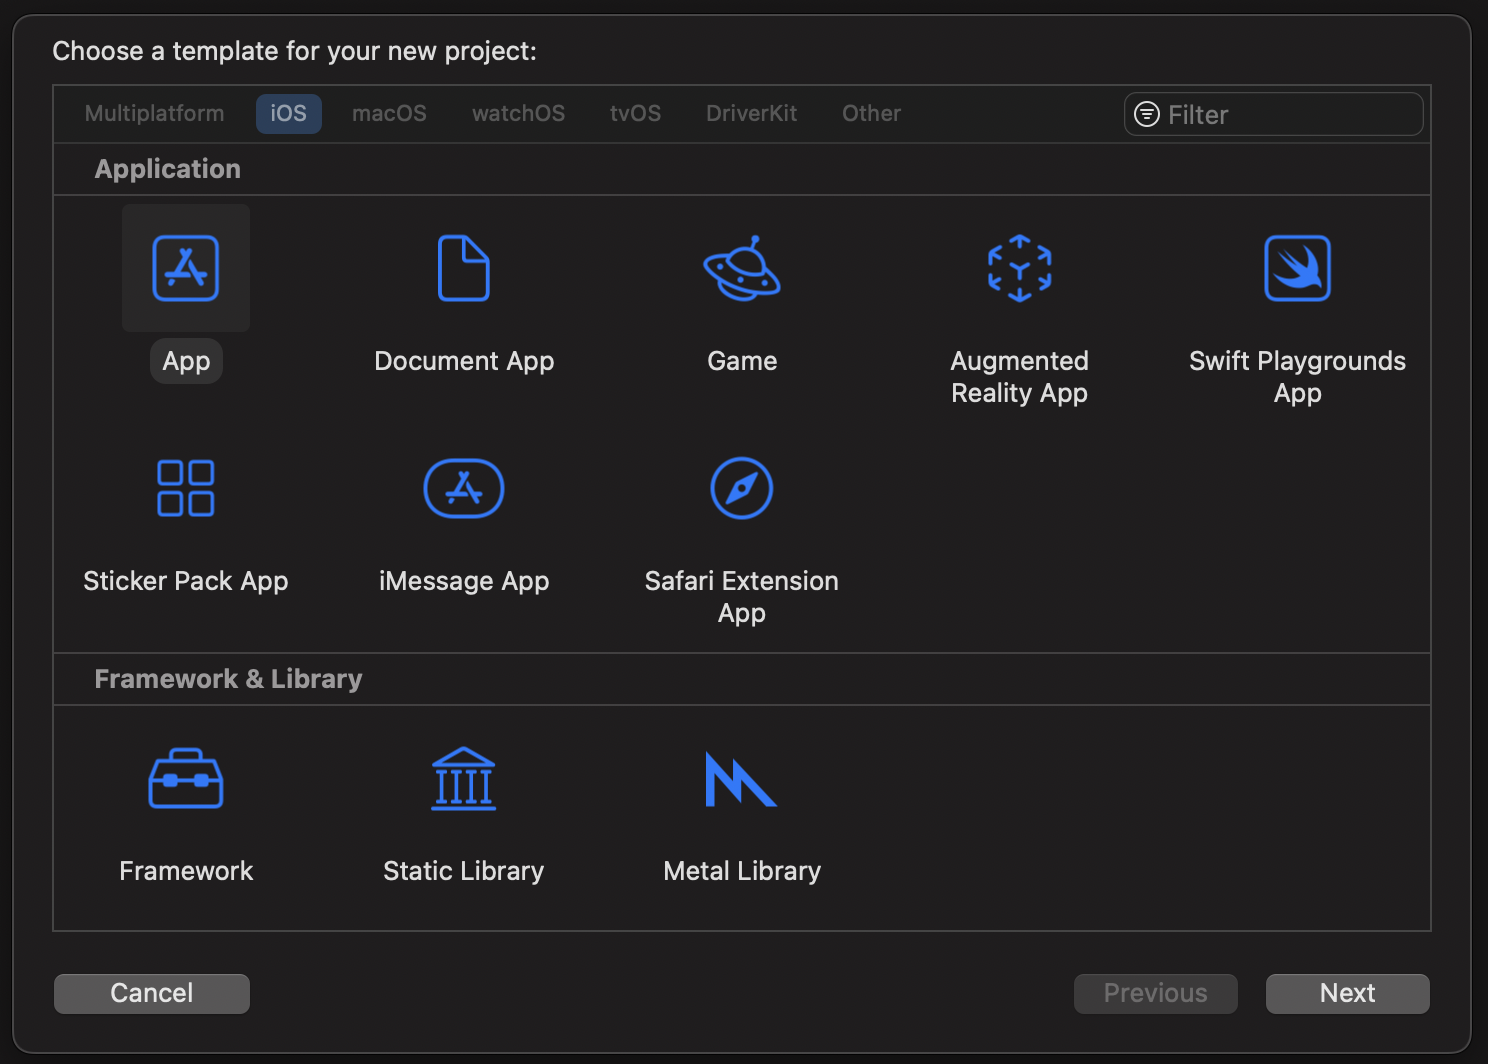 Choose a template for your new project:
Multiplatform iOS macOS watchOS tvOS DriverKit Other Filter
Application
App Document App Game Augmented Reality App Swift Playgrounds App
Sticker Pack App iMessage App Safari Extension App
Framework & Library
Framework Static Library Metal Library
Cancel Previous Next